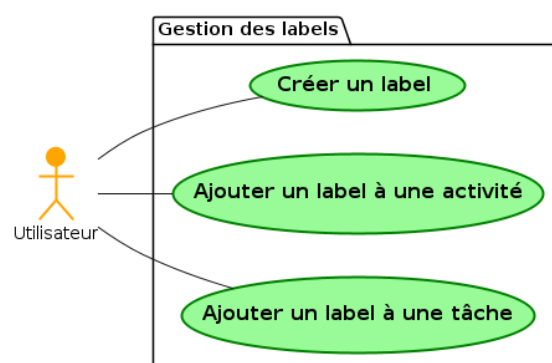 Gestion des labels
Créer un label
Ajouter un label à une activité
Utilisateur
Ajouter un label à une tâche